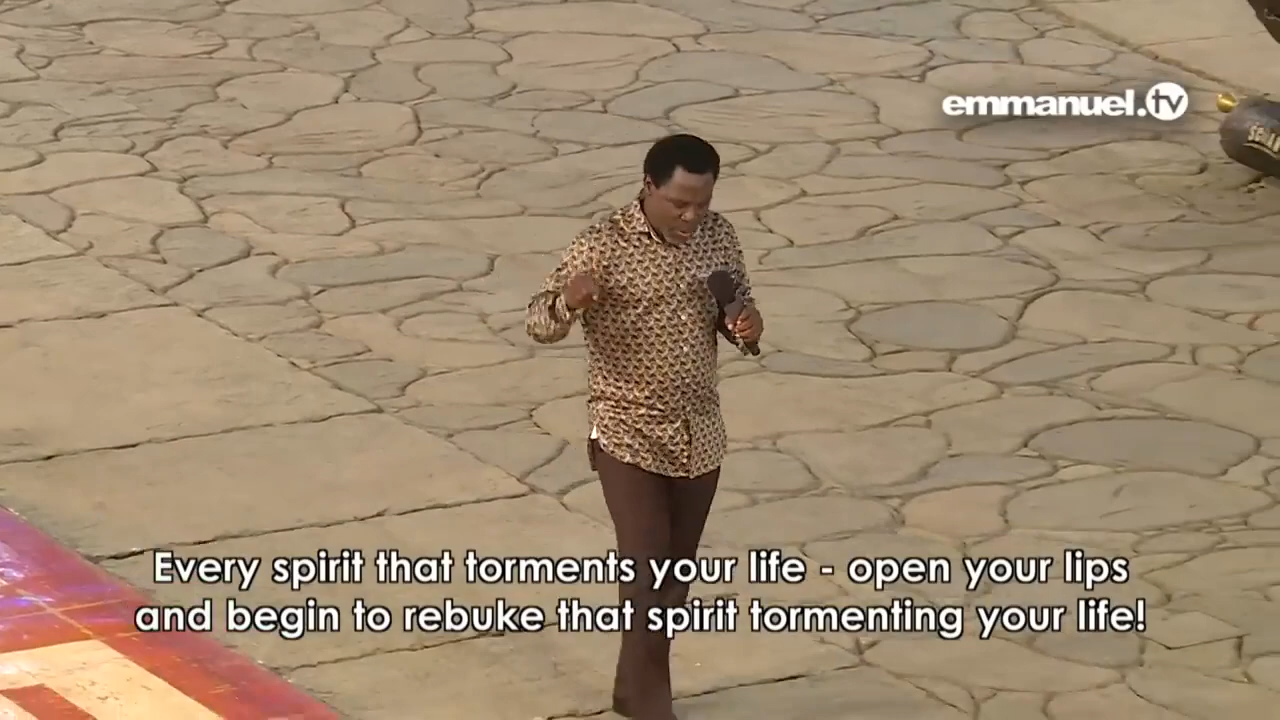 emmanuel.tv
Every spirit that torments your life - open your lips
and begin to rebuke that spirit tormenting your life!